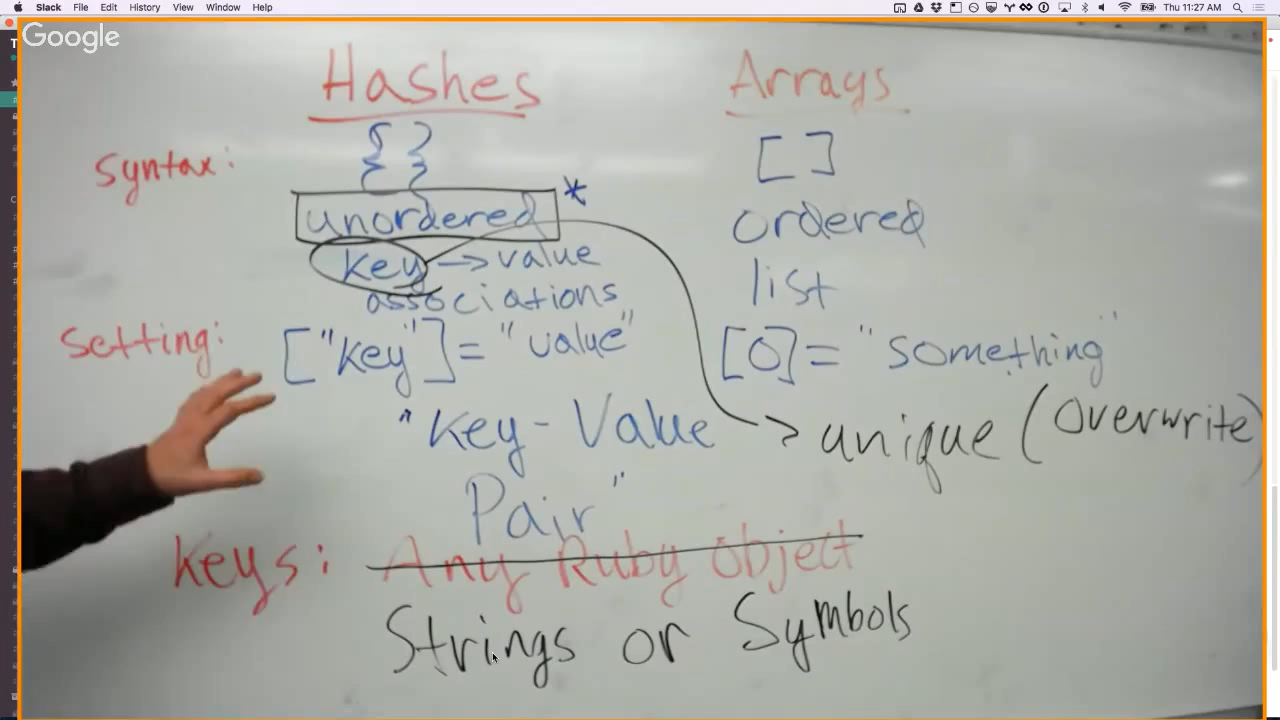 Slack File Edit History Window Help Thu 11:27 AM
Google
Hashes Arrays
syntax: { } [ ]
unordered * ordered
key → value list
associations
setting: ["key"] = "value" [0] = "something"
"Key-Value → unique (Overwrite)
Pair"
Keys: Any Ruby Object
Strings or Symbols